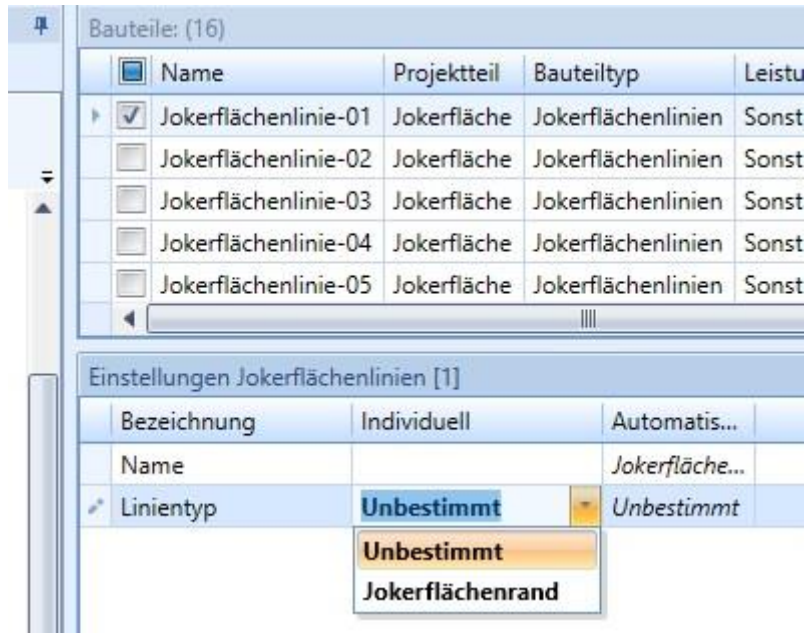 Bauteile: (16)
Name Projektteil Bauteiltyp Leistu
Jokerflächenlinie-01 Jokerfläche Jokerflächenlinien Sonst
Jokerflächenlinie-02 Jokerfläche Jokerflächenlinien Sonst
Jokerflächenlinie-03 Jokerfläche Jokerflächenlinien Sonst
Jokerflächenlinie-04 Jokerfläche Jokerflächenlinien Sonst
Jokerflächenlinie-05 Jokerfläche Jokerflächenlinien Sonst
Einstellungen Jokerflächenlinien [1]
Bezeichnung Individuell Automatis...
Name Jokerfläche...
Linientyp Unbestimmt Unbestimmt
Unbestimmt
Jokerflächenrand